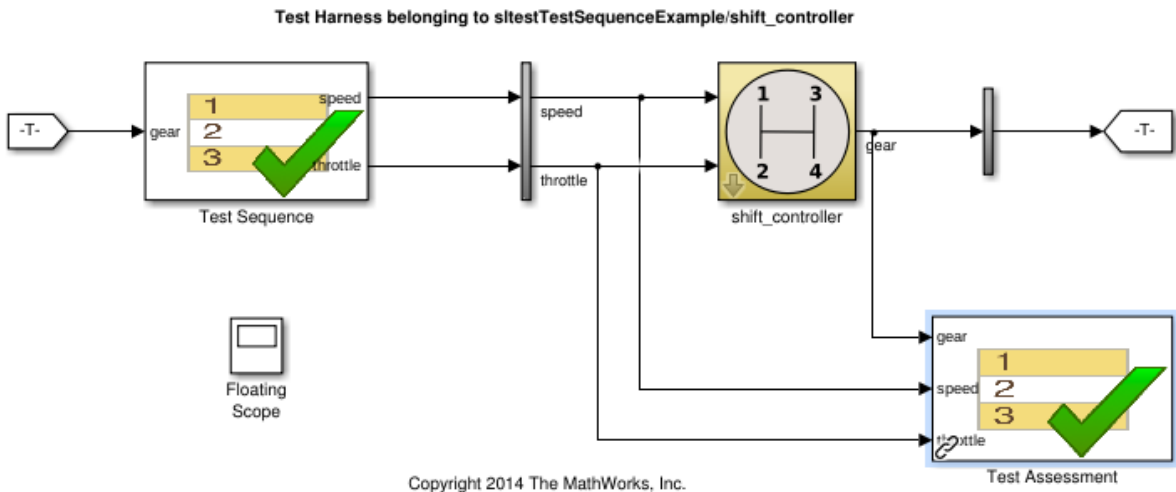 Test Harness belonging to sltestTestSequenceExample/shift_controller
-T-
gear
1
2
3
speed
throttle
Test Sequence
speed
throttle
1 3
2 4
shift_controller
gear
-T-
Floating
Scope
gear
speed
throttle
1
2
3
Test Assessment
Copyright 2014 The MathWorks, Inc.